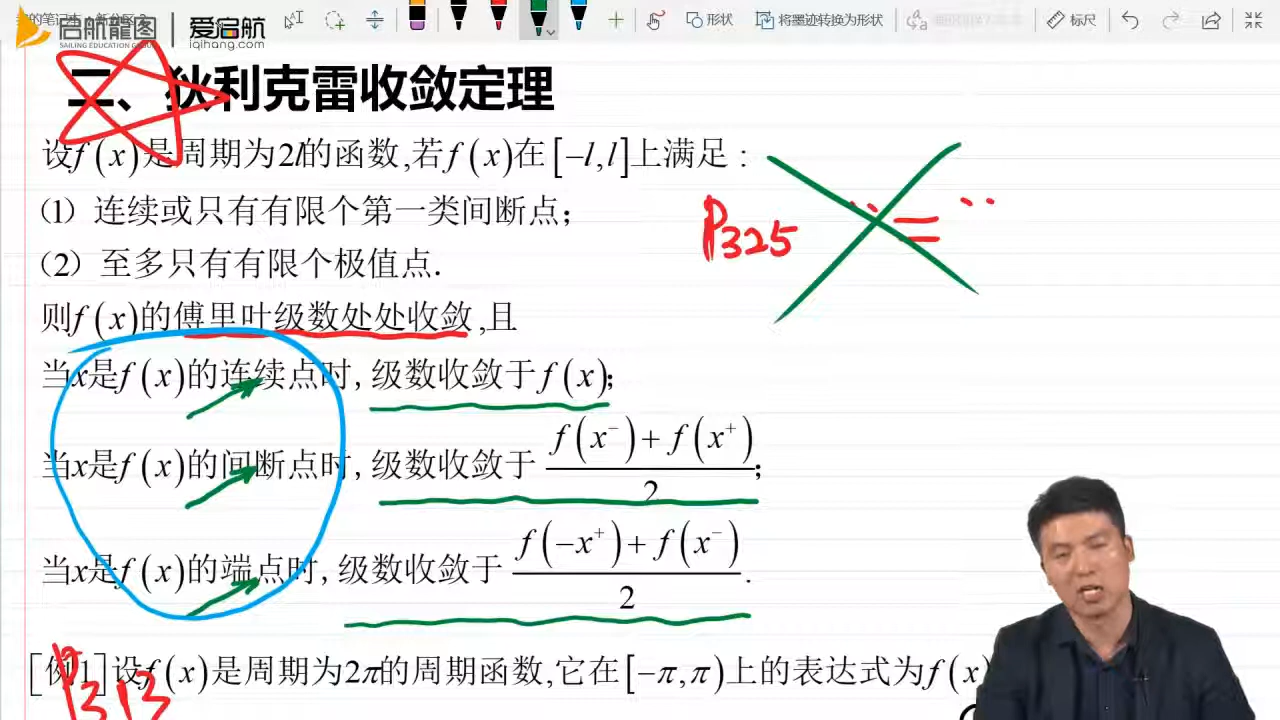 启航龍图 爱启航
SAILING EDUCATION GROUP iqihang.com
形状 将墨迹转换为形状 标尺
二、狄利克雷收敛定理
设f(x)是周期为2l的函数,若f(x)在[-l,l]上满足:
(1) 连续或只有有限个第一类间断点;
(2) 至多只有有限个极值点.
P325 =
则f(x)的傅里叶级数处处收敛,且
当x是f(x)的连续点时,级数收敛于f(x);
当x是f(x)的间断点时,级数收敛于 (f(x⁻)+f(x⁺))/2;
当x是f(x)的端点时,级数收敛于 (f(-x⁺)+f(x⁻))/2.
[例1]设f(x)是周期为2π的周期函数,它在[-π,π)上的表达式为f(x)
P313